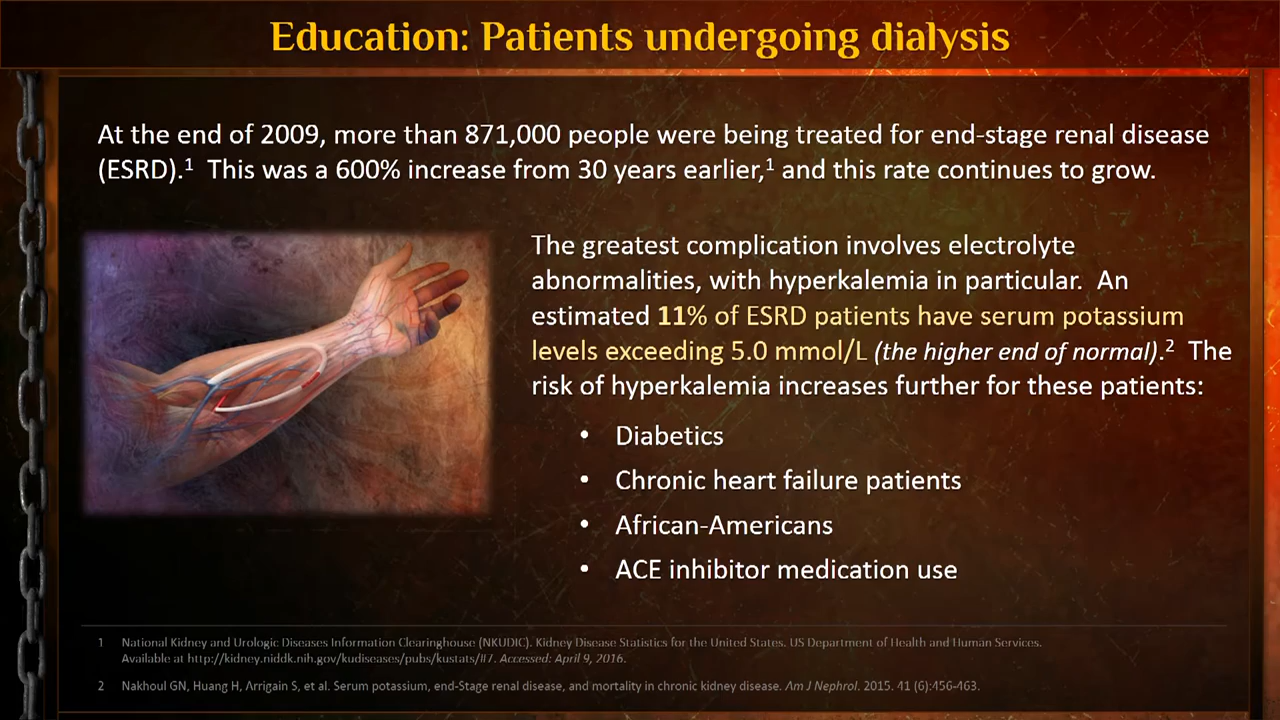 Education: Patients undergoing dialysis
At the end of 2009, more than 871,000 people were being treated for end-stage renal disease
(ESRD).¹ This was a 600% increase from 30 years earlier,¹ and this rate continues to grow.
The greatest complication involves electrolyte
abnormalities, with hyperkalemia in particular. An
estimated 11% of ESRD patients have serum potassium
levels exceeding 5.0 mmol/L (the higher end of normal).² The
risk of hyperkalemia increases further for these patients:
• Diabetics
• Chronic heart failure patients
• African-Americans
• ACE inhibitor medication use
1 National Kidney and Urologic Diseases Information Clearinghouse (NKUDIC). Kidney Disease Statistics for the United States. US Department of Health and Human Services.
Available at http://kidney.niddk.nih.gov/kudiseases/pubs/kustats/#7. Accessed: April 9, 2016.
2 Nakhoul GN, Huang H, Arrigain S, et al. Serum potassium, end-Stage renal disease, and mortality in chronic kidney disease. Am J Nephrol. 2015. 41 (6):456-463.